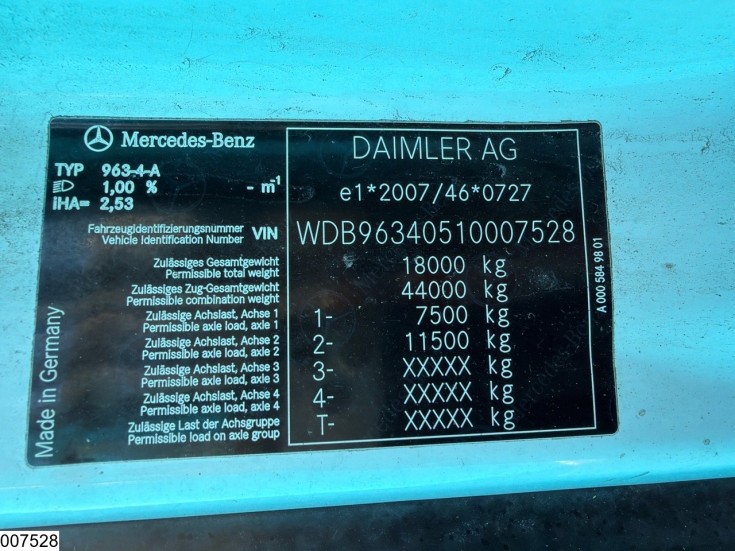 Mercedes-Benz
DAIMLER AG
TYP 963-4-A
1,00 % - m-1
iHA= 2,53
e1*2007/46*0727
Fahrzeugidentifizierungsnummer
Vehicle Identification Number VIN WDB96340510007528
Zulässiges Gesamtgewicht
Permissible total weight 18000 kg
Zulässiges Zug-Gesamtgewicht
Permissible combination weight 44000 kg
Zulässige Achslast, Achse 1
Permissible axle load, axle 1 1- 7500 kg
Zulässige Achslast, Achse 2
Permissible axle load, axle 2 2- 11500 kg
Zulässige Achslast, Achse 3
Permissible axle load, axle 3 3- XXXXX kg
Zulässige Achslast, Achse 4
Permissible axle load, axle 4 4- XXXXX kg
Zulässige Last der Achsgruppe
Permissible load on axle group T- XXXXX kg
Made in Germany
A 000 584 98 01
007528